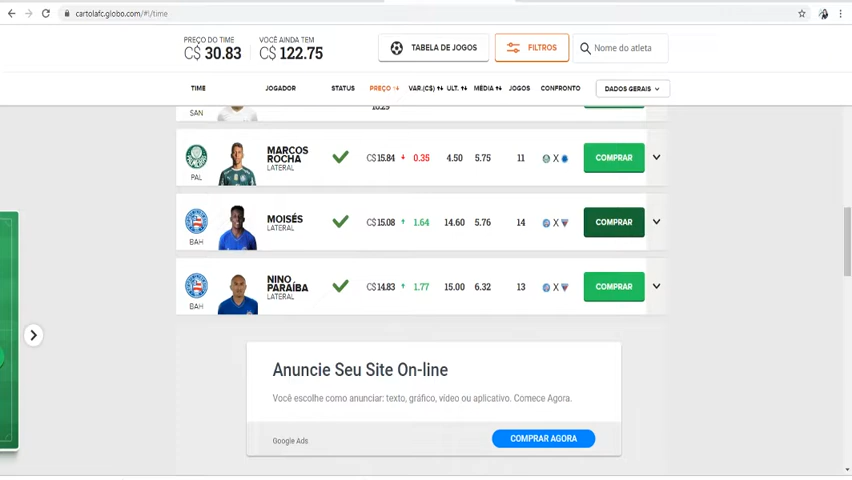 cartolafc.globo.com/#!/time
PREÇO DO TIME
C$ 30.83
VOCÊ AINDA TEM
C$ 122.75
TABELA DE JOGOS
FILTROS
Nome do atleta
TIME JOGADOR STATUS PREÇO VAR.(C$) ULT. MÉDIA JOGOS CONFRONTO DADOS GERAIS
SAN
PAL
MARCOS ROCHA
LATERAL
C$ 15.84 0.35 4.50 5.75 11 X COMPRAR
BAH
MOISÉS
LATERAL
C$ 15.08 1.64 14.60 5.76 14 X COMPRAR
BAH
NINO PARAÍBA
LATERAL
C$ 14.83 1.77 15.00 6.32 13 X COMPRAR
Anuncie Seu Site On-line
Você escolhe como anunciar: texto, gráfico, vídeo ou aplicativo. Comece Agora.
Google Ads
COMPRAR AGORA